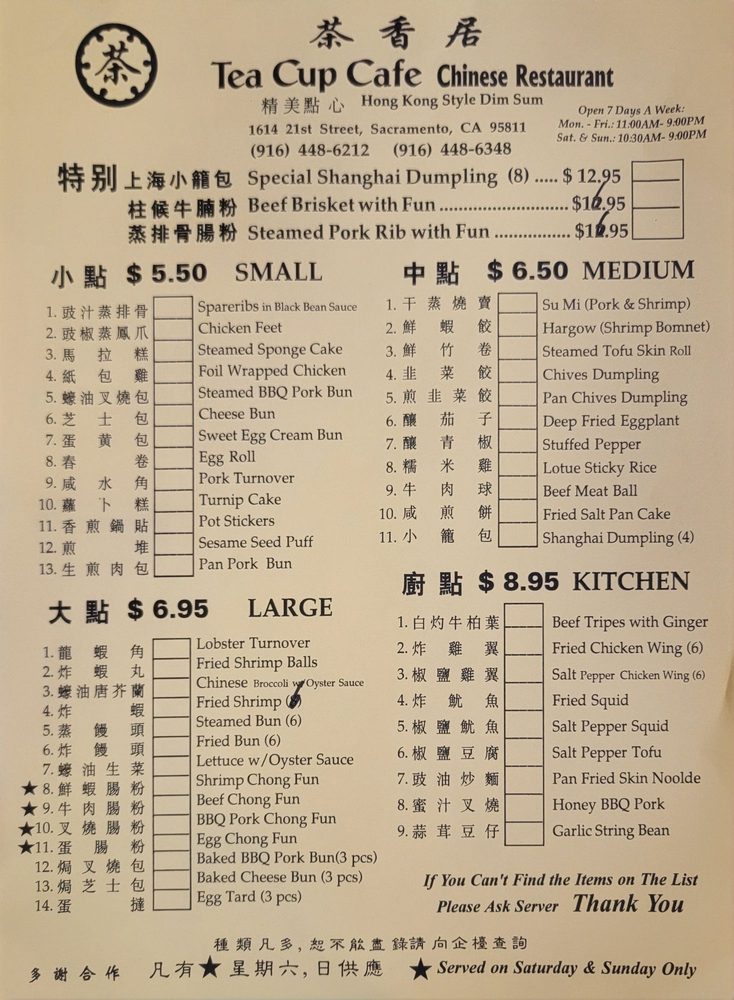 茶
茶香居
Tea Cup Cafe Chinese Restaurant
精美點心 Hong Kong Style Dim Sum
1614 21st Street, Sacramento, CA 95811
(916) 448-6212 (916) 448-6348
Open 7 Days A Week:
Mon. - Fri.: 11:00AM- 9:00PM
Sat. & Sun.: 10:30AM- 9:00PM
特别 上海小籠包 Special Shanghai Dumpling (8) ..... $ 12.95
柱候牛腩粉 Beef Brisket with Fun ........................ $1 .95
蒸排骨腸粉 Steamed Pork Rib with Fun ................ $1 .95
小點 $ 5.50 SMALL
1. 豉汁蒸排骨 Spareribs in Black Bean Sauce
2. 豉椒蒸鳳爪 Chicken Feet
3. 馬拉糕 Steamed Sponge Cake
4. 紙包雞 Foil Wrapped Chicken
5. 蠔油叉燒包 Steamed BBQ Pork Bun
6. 芝士包 Cheese Bun
7. 蛋黄包 Sweet Egg Cream Bun
8. 春卷 Egg Roll
9. 咸水角 Pork Turnover
10. 蘿卜糕 Turnip Cake
11. 香煎鍋貼 Pot Stickers
12. 煎堆 Sesame Seed Puff
13. 生煎肉包 Pan Pork Bun
大點 $ 6.95 LARGE
1. 龍蝦角 Lobster Turnover
2. 炸蝦丸 Fried Shrimp Balls
3. 蠔油唐芥蘭 Chinese Broccoli w/Oyster Sauce
4. 炸蝦 Fried Shrimp ( )
5. 蒸饅頭 Steamed Bun (6)
6. 炸饅頭 Fried Bun (6)
7. 蠔油生菜 Lettuce w/Oyster Sauce
★ 8. 鮮蝦腸粉 Shrimp Chong Fun
★ 9. 牛肉腸粉 Beef Chong Fun
★10. 叉燒腸粉 BBQ Pork Chong Fun
★11. 蛋腸粉 Egg Chong Fun
12. 焗叉燒包 Baked BBQ Pork Bun(3 pcs)
13. 焗芝士包 Baked Cheese Bun (3 pcs)
14. 蛋撻 Egg Tard (3 pcs)
中點 $ 6.50 MEDIUM
1. 干蒸燒賣 Su Mi (Pork & Shrimp)
2. 鮮蝦餃 Hargow (Shrimp Bomnet)
3. 鮮竹卷 Steamed Tofu Skin Roll
4. 韭菜餃 Chives Dumpling
5. 煎韭菜餃 Pan Chives Dumpling
6. 釀茄子 Deep Fried Eggplant
7. 釀青椒 Stuffed Pepper
8. 糯米雞 Lotue Sticky Rice
9. 牛肉球 Beef Meat Ball
10. 咸煎餅 Fried Salt Pan Cake
11. 小籠包 Shanghai Dumpling (4)
廚點 $ 8.95 KITCHEN
1. 白灼牛柏葉 Beef Tripes with Ginger
2. 炸雞翼 Fried Chicken Wing (6)
3. 椒鹽雞翼 Salt Pepper Chicken Wing (6)
4. 炸魷魚 Fried Squid
5. 椒鹽魷魚 Salt Pepper Squid
6. 椒鹽豆腐 Salt Pepper Tofu
7. 豉油炒麵 Pan Fried Skin Noolde
8. 蜜汁叉燒 Honey BBQ Pork
9. 蒜茸豆仔 Garlic String Bean
If You Can't Find the Items on The List
Please Ask Server Thank You
種類凡多, 恕不能盡錄請向企檯查詢
多謝合作 凡有★星期六,日供應 ★ Served on Saturday & Sunday Only